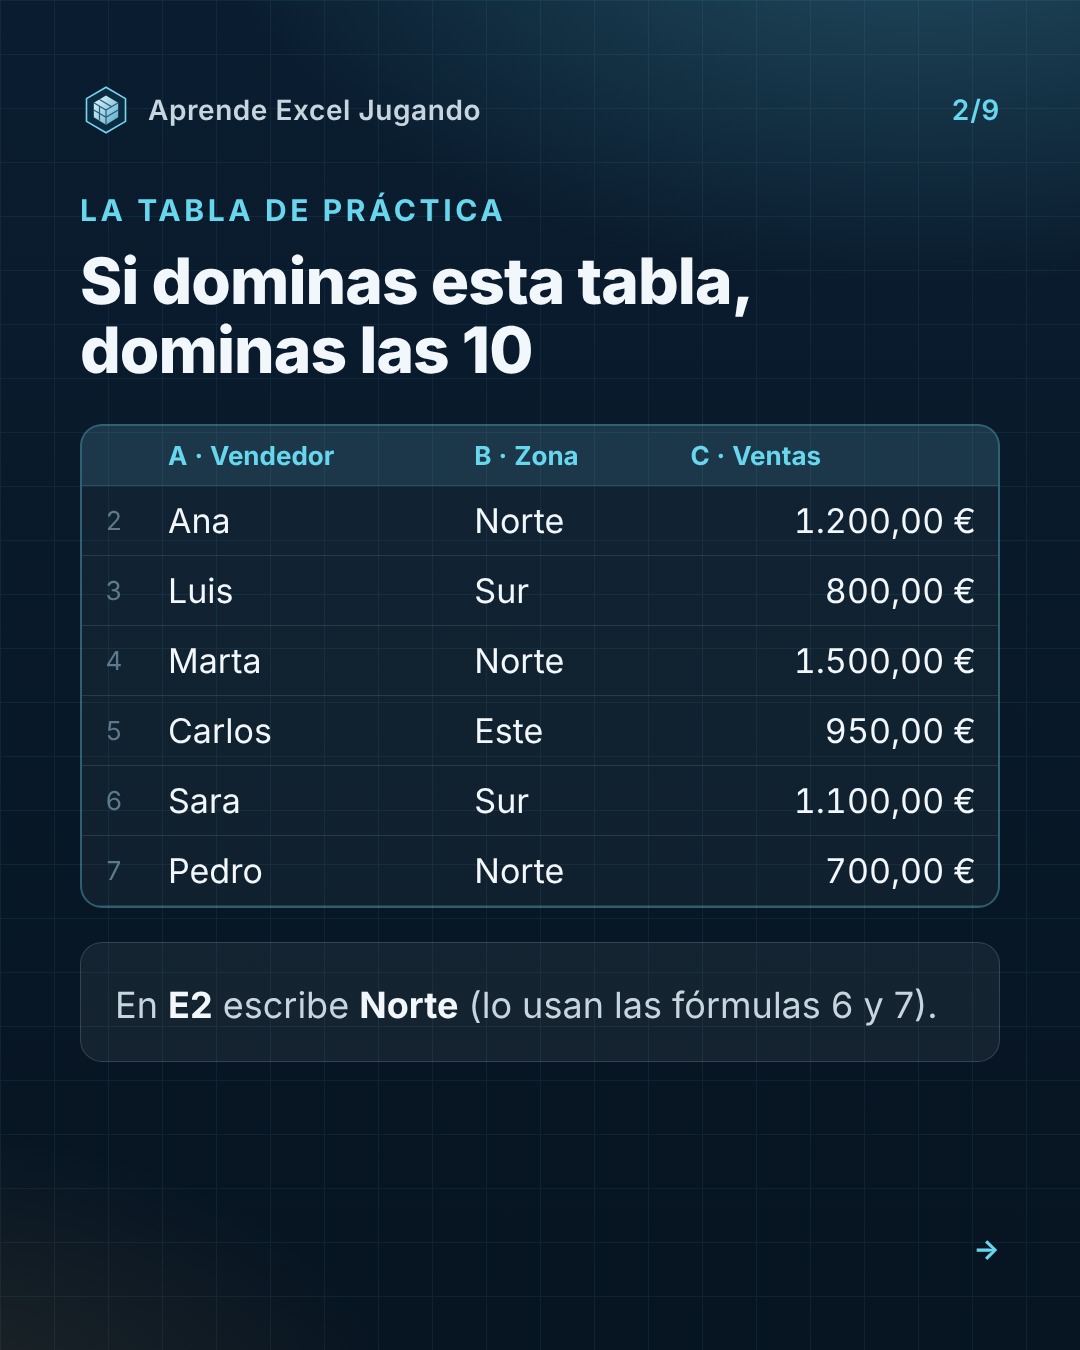 Aprende Excel Jugando 2/9
LA TABLA DE PRÁCTICA
Si dominas esta tabla,
dominas las 10
A · Vendedor B · Zona C · Ventas
2 Ana Norte 1.200,00 €
3 Luis Sur 800,00 €
4 Marta Norte 1.500,00 €
5 Carlos Este 950,00 €
6 Sara Sur 1.100,00 €
7 Pedro Norte 700,00 €
En E2 escribe Norte (lo usan las fórmulas 6 y 7).
→